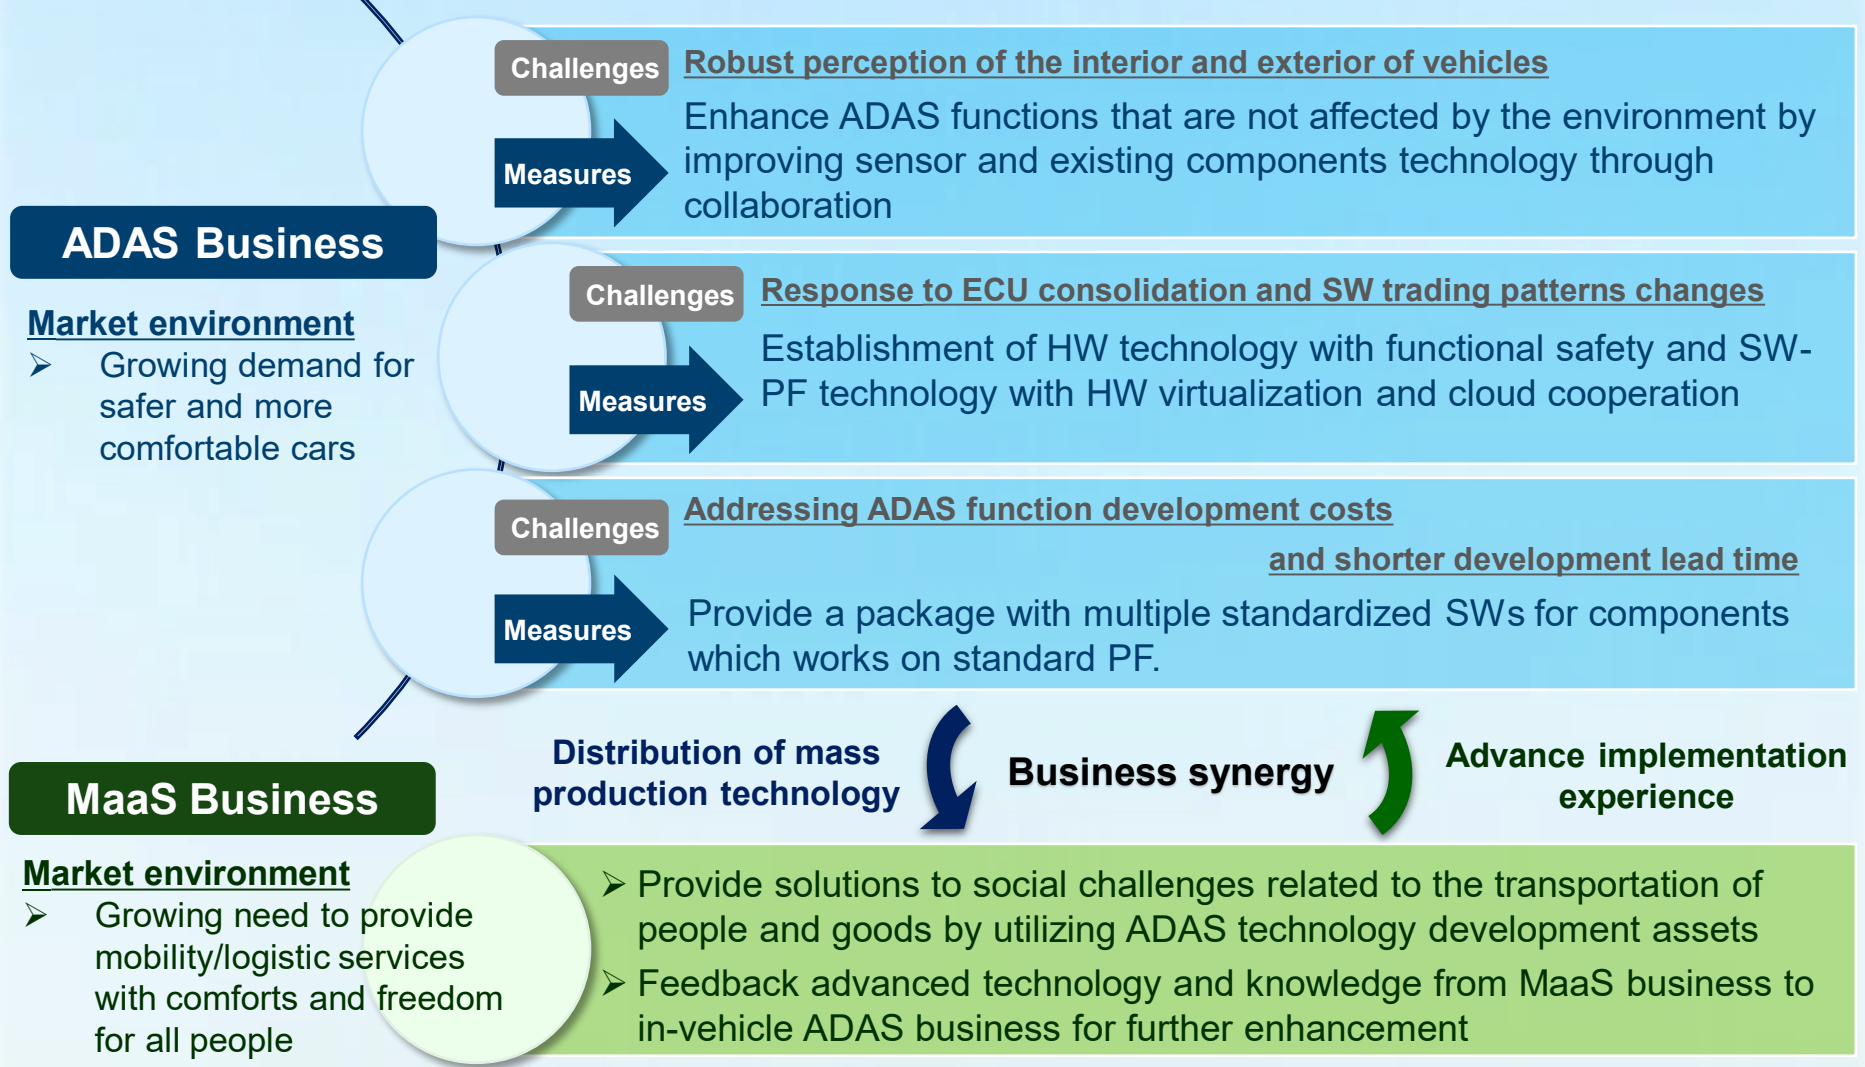 Challenges
Robust perception of the interior and exterior of vehicles
Measures
Enhance ADAS functions that are not affected by the environment by
improving sensor and existing components technology through
collaboration
ADAS Business
Market environment
➢ Growing demand for
safer and more
comfortable cars
Challenges
Response to ECU consolidation and SW trading patterns changes
Measures
Establishment of HW technology with functional safety and SW-
PF technology with HW virtualization and cloud cooperation
Challenges
Addressing ADAS function development costs
and shorter development lead time
Measures
Provide a package with multiple standardized SWs for components
which works on standard PF.
Distribution of mass
production technology
Business synergy
Advance implementation
experience
MaaS Business
Market environment
➢ Growing need to provide
mobility/logistic services
with comforts and freedom
for all people
➢ Provide solutions to social challenges related to the transportation of
people and goods by utilizing ADAS technology development assets
➢ Feedback advanced technology and knowledge from MaaS business to
in-vehicle ADAS business for further enhancement